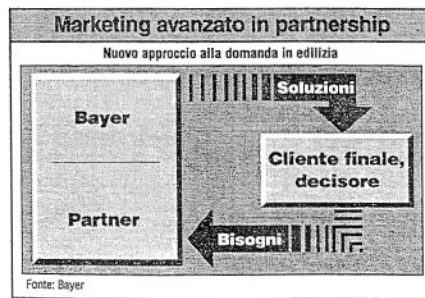 Marketing avanzato in partnership
Nuovo approccio alla domanda in edilizia
Bayer
Soluzioni
Cliente finale,
decisore
Partner
Bisogni
Fonte: Bayer